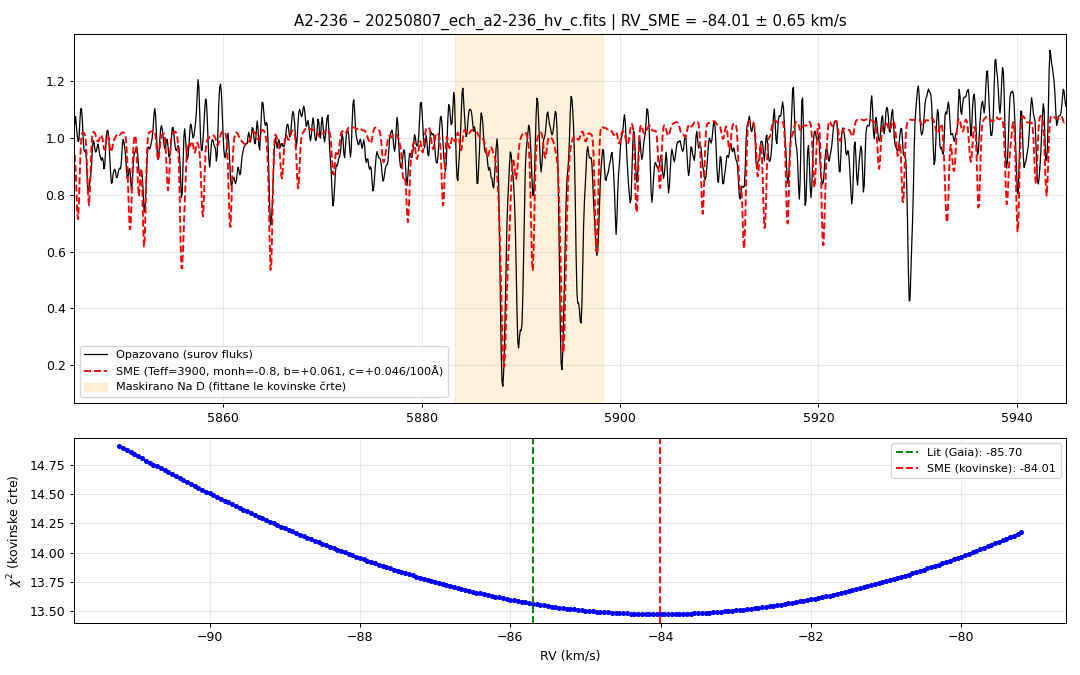 A2-236 – 20250807_ech_a2-236_hv_c.fits | RV_SME = -84.01 ± 0.65 km/s
1.2
1.0
0.8
0.6
0.4
0.2
Opazovano (surov fluks)
SME (Teff=3900, monh=-0.8, b=+0.061, c=+0.046/100Å)
Maskirano Na D (fittane le kovinske črte)
5860 5880 5900 5920 5940
χ² (kovinske črte)
14.75
14.50
14.25
14.00
13.75
13.50
Lit (Gaia): -85.70
SME (kovinske): -84.01
−90 −88 −86 −84 −82 −80
RV (km/s)